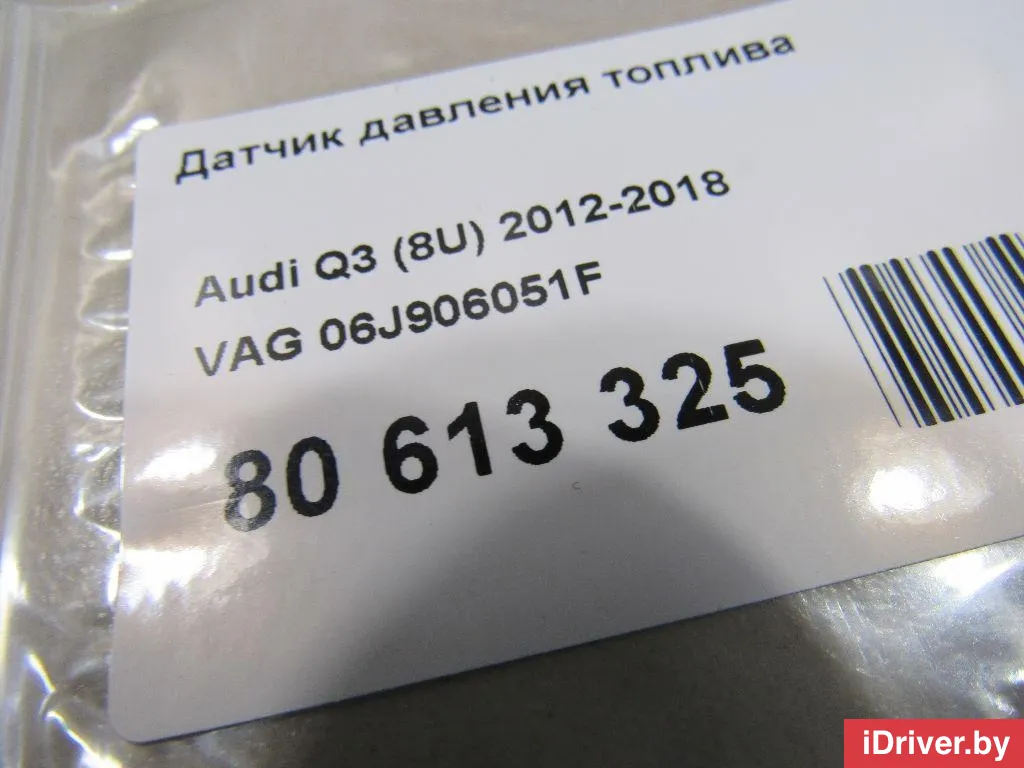 Датчик давления топлива
Audi Q3 (8U) 2012-2018
VAG 06J906051F
80 613 325
iDriver.by